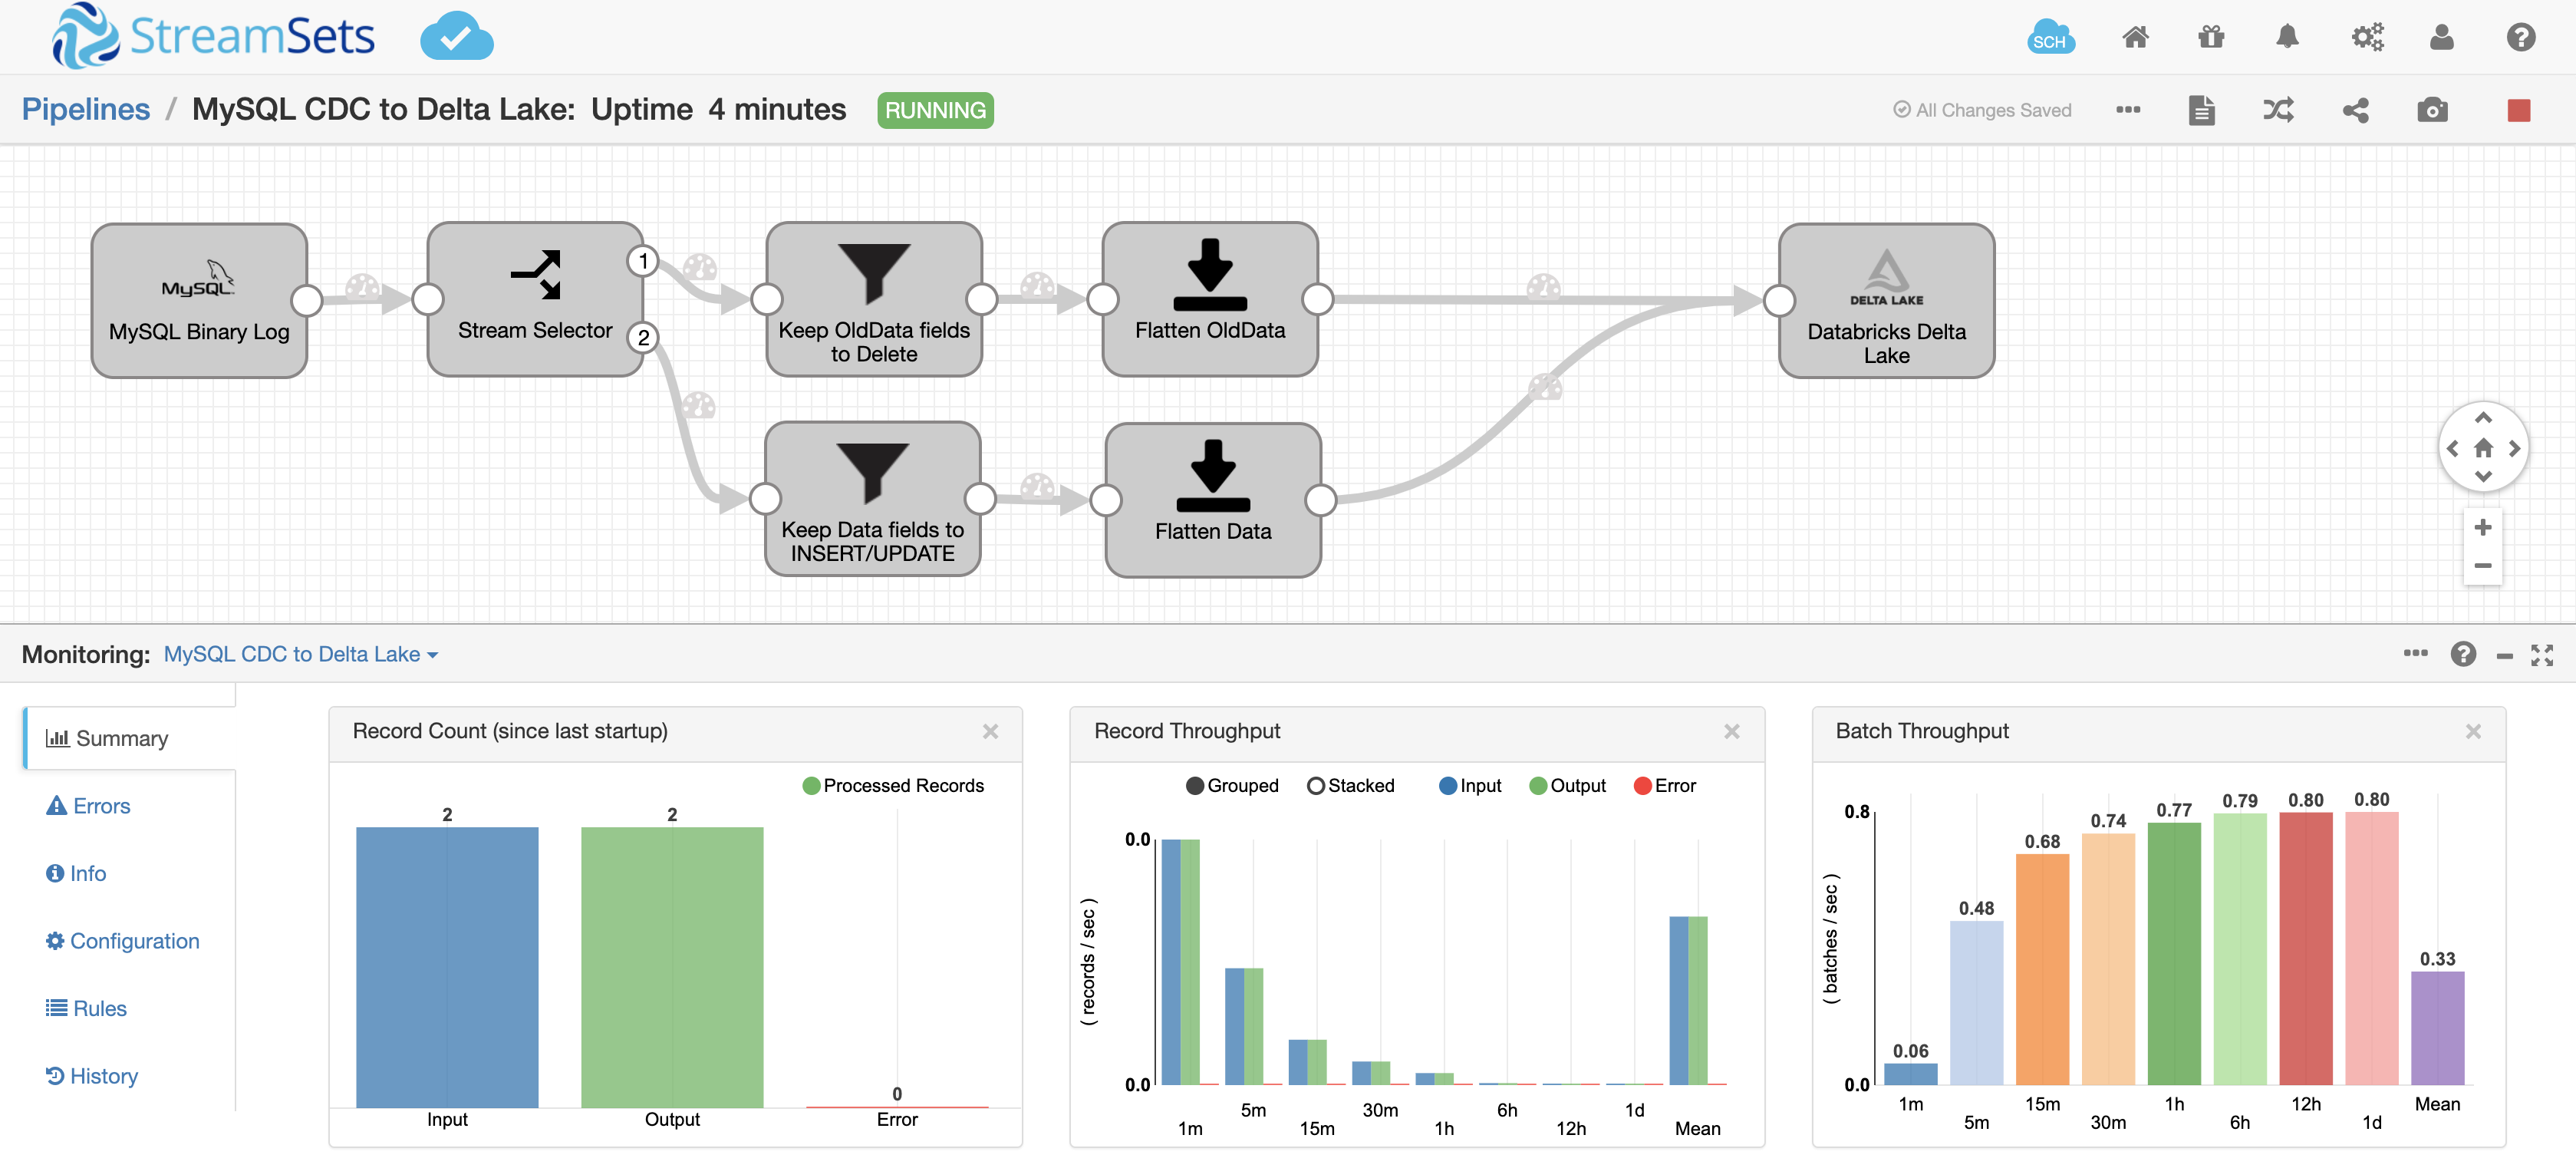 StreamSets
SCH
Pipelines / MySQL CDC to Delta Lake: Uptime 4 minutes RUNNING
All Changes Saved
MySQL
MySQL Binary Log
Stream Selector
1
2
Keep OldData fields
to Delete
Flatten OldData
DELTA LAKE
Databricks Delta
Lake
Keep Data fields to
INSERT/UPDATE
Flatten Data
Monitoring: MySQL CDC to Delta Lake
Summary
Errors
Info
Configuration
Rules
History
Record Count (since last startup)
Processed Records
2
2
0
Input
Output
Error
Record Throughput
Grouped Stacked Input Output Error
0.0
( records / sec )
0.0
1m
5m
15m
30m
1h
6h
12h
1d
Mean
Batch Throughput
0.8
( batches / sec )
0.0
0.06
0.48
0.68
0.74
0.77
0.79
0.80
0.80
0.33
1m
5m
15m
30m
1h
6h
12h
1d
Mean